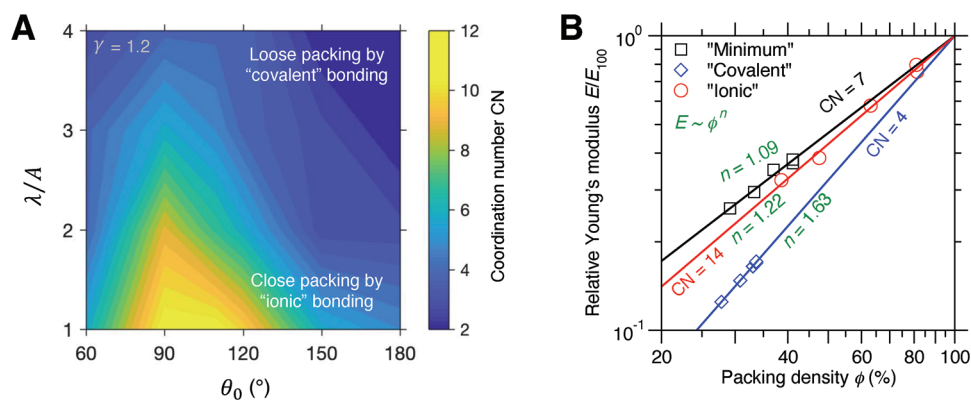 A
γ = 1.2
Loose packing by
"covalent" bonding
Close packing by
"ionic" bonding
4
3
2
1
λ/A
60
90
120
150
180
θ₀ (°)
12
10
8
6
4
2
Coordination number CN
B
"Minimum"
"Covalent"
"Ionic"
E ~ ϕⁿ
CN = 7
CN = 4
CN = 14
n = 1.09
n = 1.22
n = 1.63
10⁰
10⁻¹
Relative Young's modulus E/E₁₀₀
20
40
60
80
100
Packing density ϕ (%)